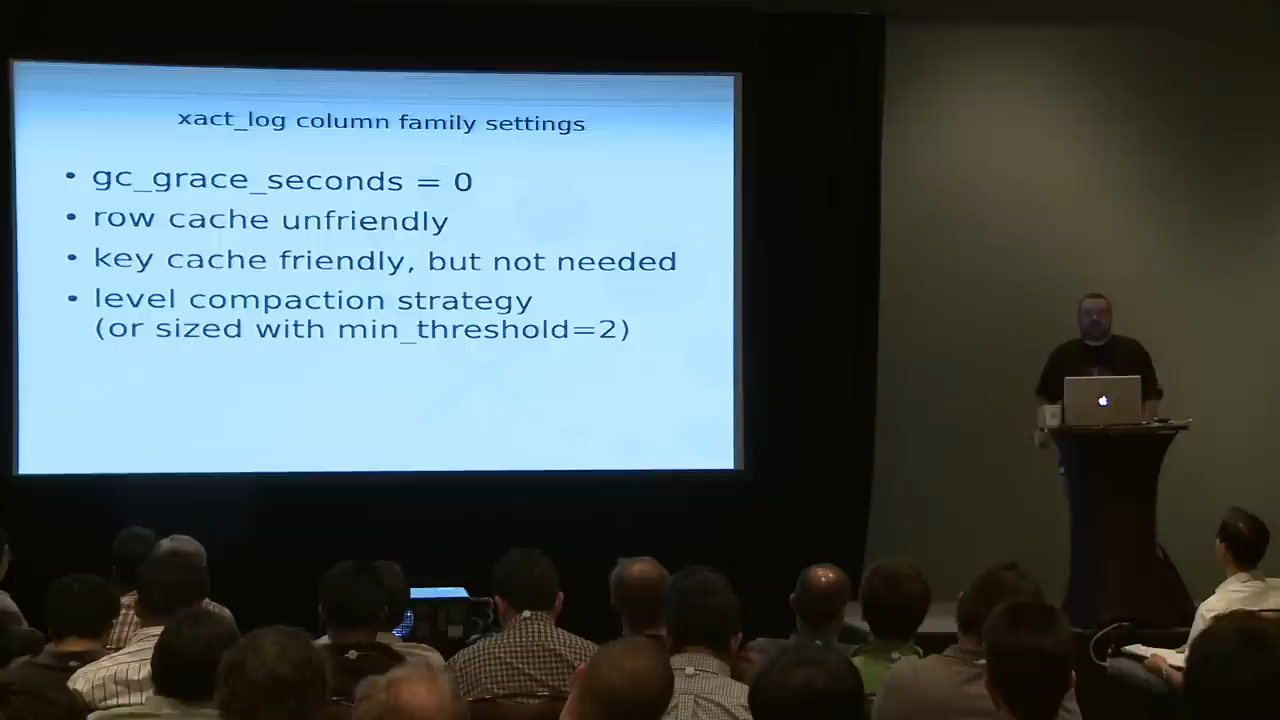 xact_log column family settings
• gc_grace_seconds = 0
• row cache unfriendly
• key cache friendly, but not needed
• level compaction strategy
(or sized with min_threshold=2)